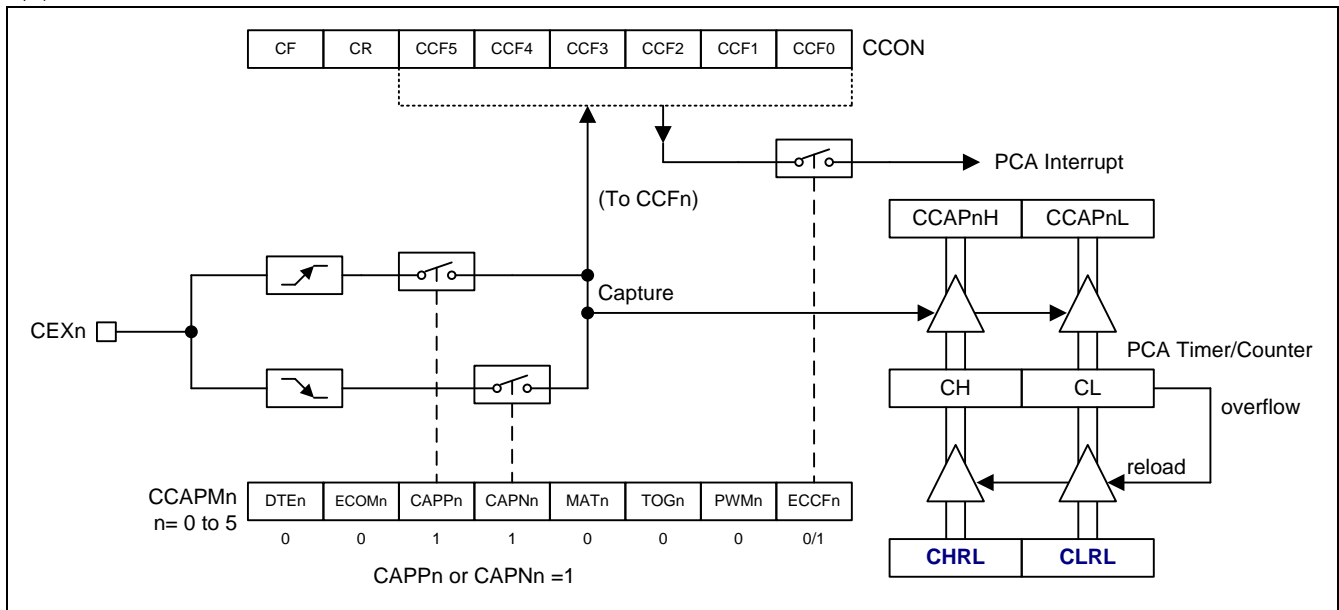 CF CR CCF5 CCF4 CCF3 CCF2 CCF1 CCF0 CCON
PCA Interrupt
(To CCFn)
CCAPnH CCAPnL
Capture
CEXn
PCA Timer/Counter
CH CL
overflow
reload
CCAPMn
n= 0 to 5
DTEn ECOMn CAPPn CAPNn MATn TOGn PWMn ECCFn
0 0 1 1 0 0 0 0/1
CHRL CLRL
CAPPn or CAPNn =1